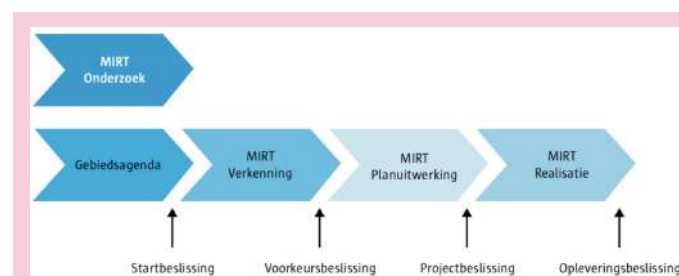 MIRT
Onderzoek
Gebiedsagenda
MIRT
Verkenning
MIRT
Planuitwerking
MIRT
Realisatie
Startbeslissing
Voorkeursbeslissing
Projectbeslissing
Opleveringsbeslissing